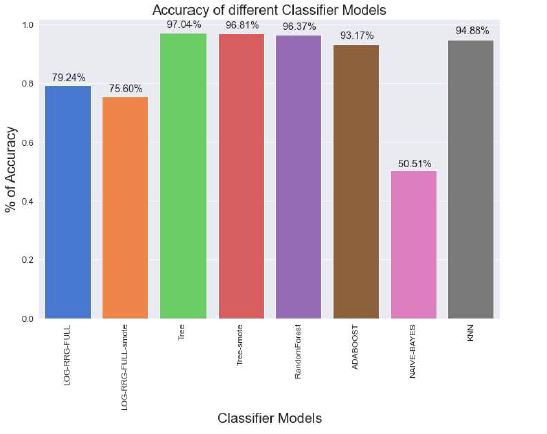 Accuracy of different Classifier Models
% of Accuracy
1.0
0.8
0.6
0.4
0.2
0.0
79.24%
75.60%
97.04%
96.81%
96.37%
93.17%
50.51%
94.88%
LOG-RRG-FULL
LOG-RRG-FULL-smote
Tree
Tree-smote
RandomForest
ADABOOST
NAIVE-BAYES
KNN
Classifier Models